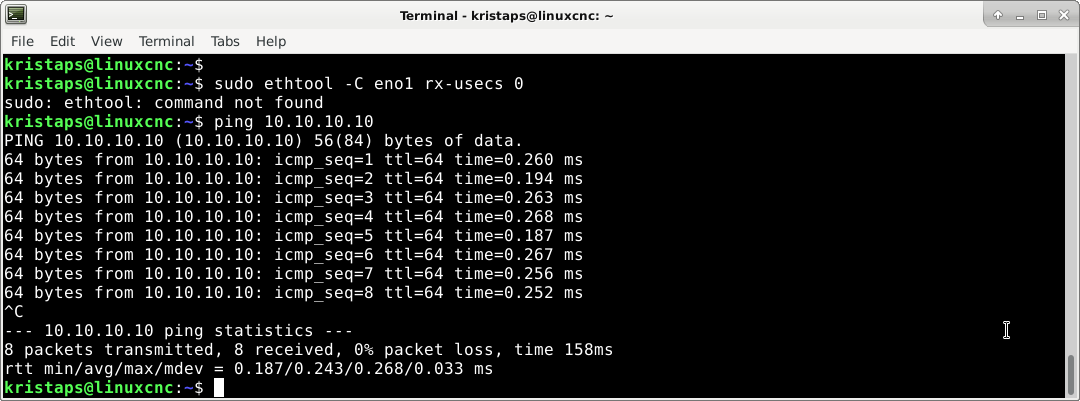 Terminal - kristaps@linuxcnc: ~
File Edit View Terminal Tabs Help
kristaps@linuxcnc:~$
kristaps@linuxcnc:~$ sudo ethtool -C eno1 rx-usecs 0
sudo: ethtool: command not found
kristaps@linuxcnc:~$ ping 10.10.10.10
PING 10.10.10.10 (10.10.10.10) 56(84) bytes of data.
64 bytes from 10.10.10.10: icmp_seq=1 ttl=64 time=0.260 ms
64 bytes from 10.10.10.10: icmp_seq=2 ttl=64 time=0.194 ms
64 bytes from 10.10.10.10: icmp_seq=3 ttl=64 time=0.263 ms
64 bytes from 10.10.10.10: icmp_seq=4 ttl=64 time=0.268 ms
64 bytes from 10.10.10.10: icmp_seq=5 ttl=64 time=0.187 ms
64 bytes from 10.10.10.10: icmp_seq=6 ttl=64 time=0.267 ms
64 bytes from 10.10.10.10: icmp_seq=7 ttl=64 time=0.256 ms
64 bytes from 10.10.10.10: icmp_seq=8 ttl=64 time=0.252 ms
^C
--- 10.10.10.10 ping statistics ---
8 packets transmitted, 8 received, 0% packet loss, time 158ms
rtt min/avg/max/mdev = 0.187/0.243/0.268/0.033 ms
kristaps@linuxcnc:~$